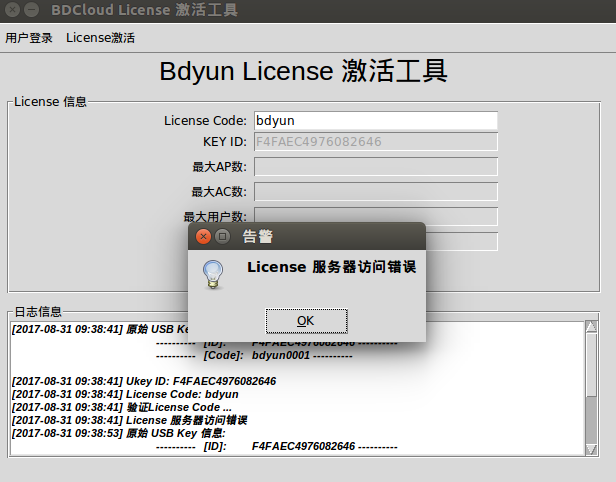 BDCloud License 激活工具
用户登录 License激活
Bdyun License 激活工具
License 信息
License Code: bdyun
KEY ID: F4FAEC4976082646
最大AP数:
最大AC数:
最大用户数:
告警
License 服务器访问错误
OK
日志信息
[2017-08-31 09:38:41] 原始 USB Ke
---------- [ID]: F4FAEC4976082646 ----------
---------- [Code]: bdyun0001 ----------
[2017-08-31 09:38:41] Ukey ID: F4FAEC4976082646
[2017-08-31 09:38:41] License Code: bdyun
[2017-08-31 09:38:41] 验证License Code ...
[2017-08-31 09:38:41] License 服务器访问错误
[2017-08-31 09:38:53] 原始 USB Key 信息:
---------- [ID]: F4FAEC4976082646 ----------